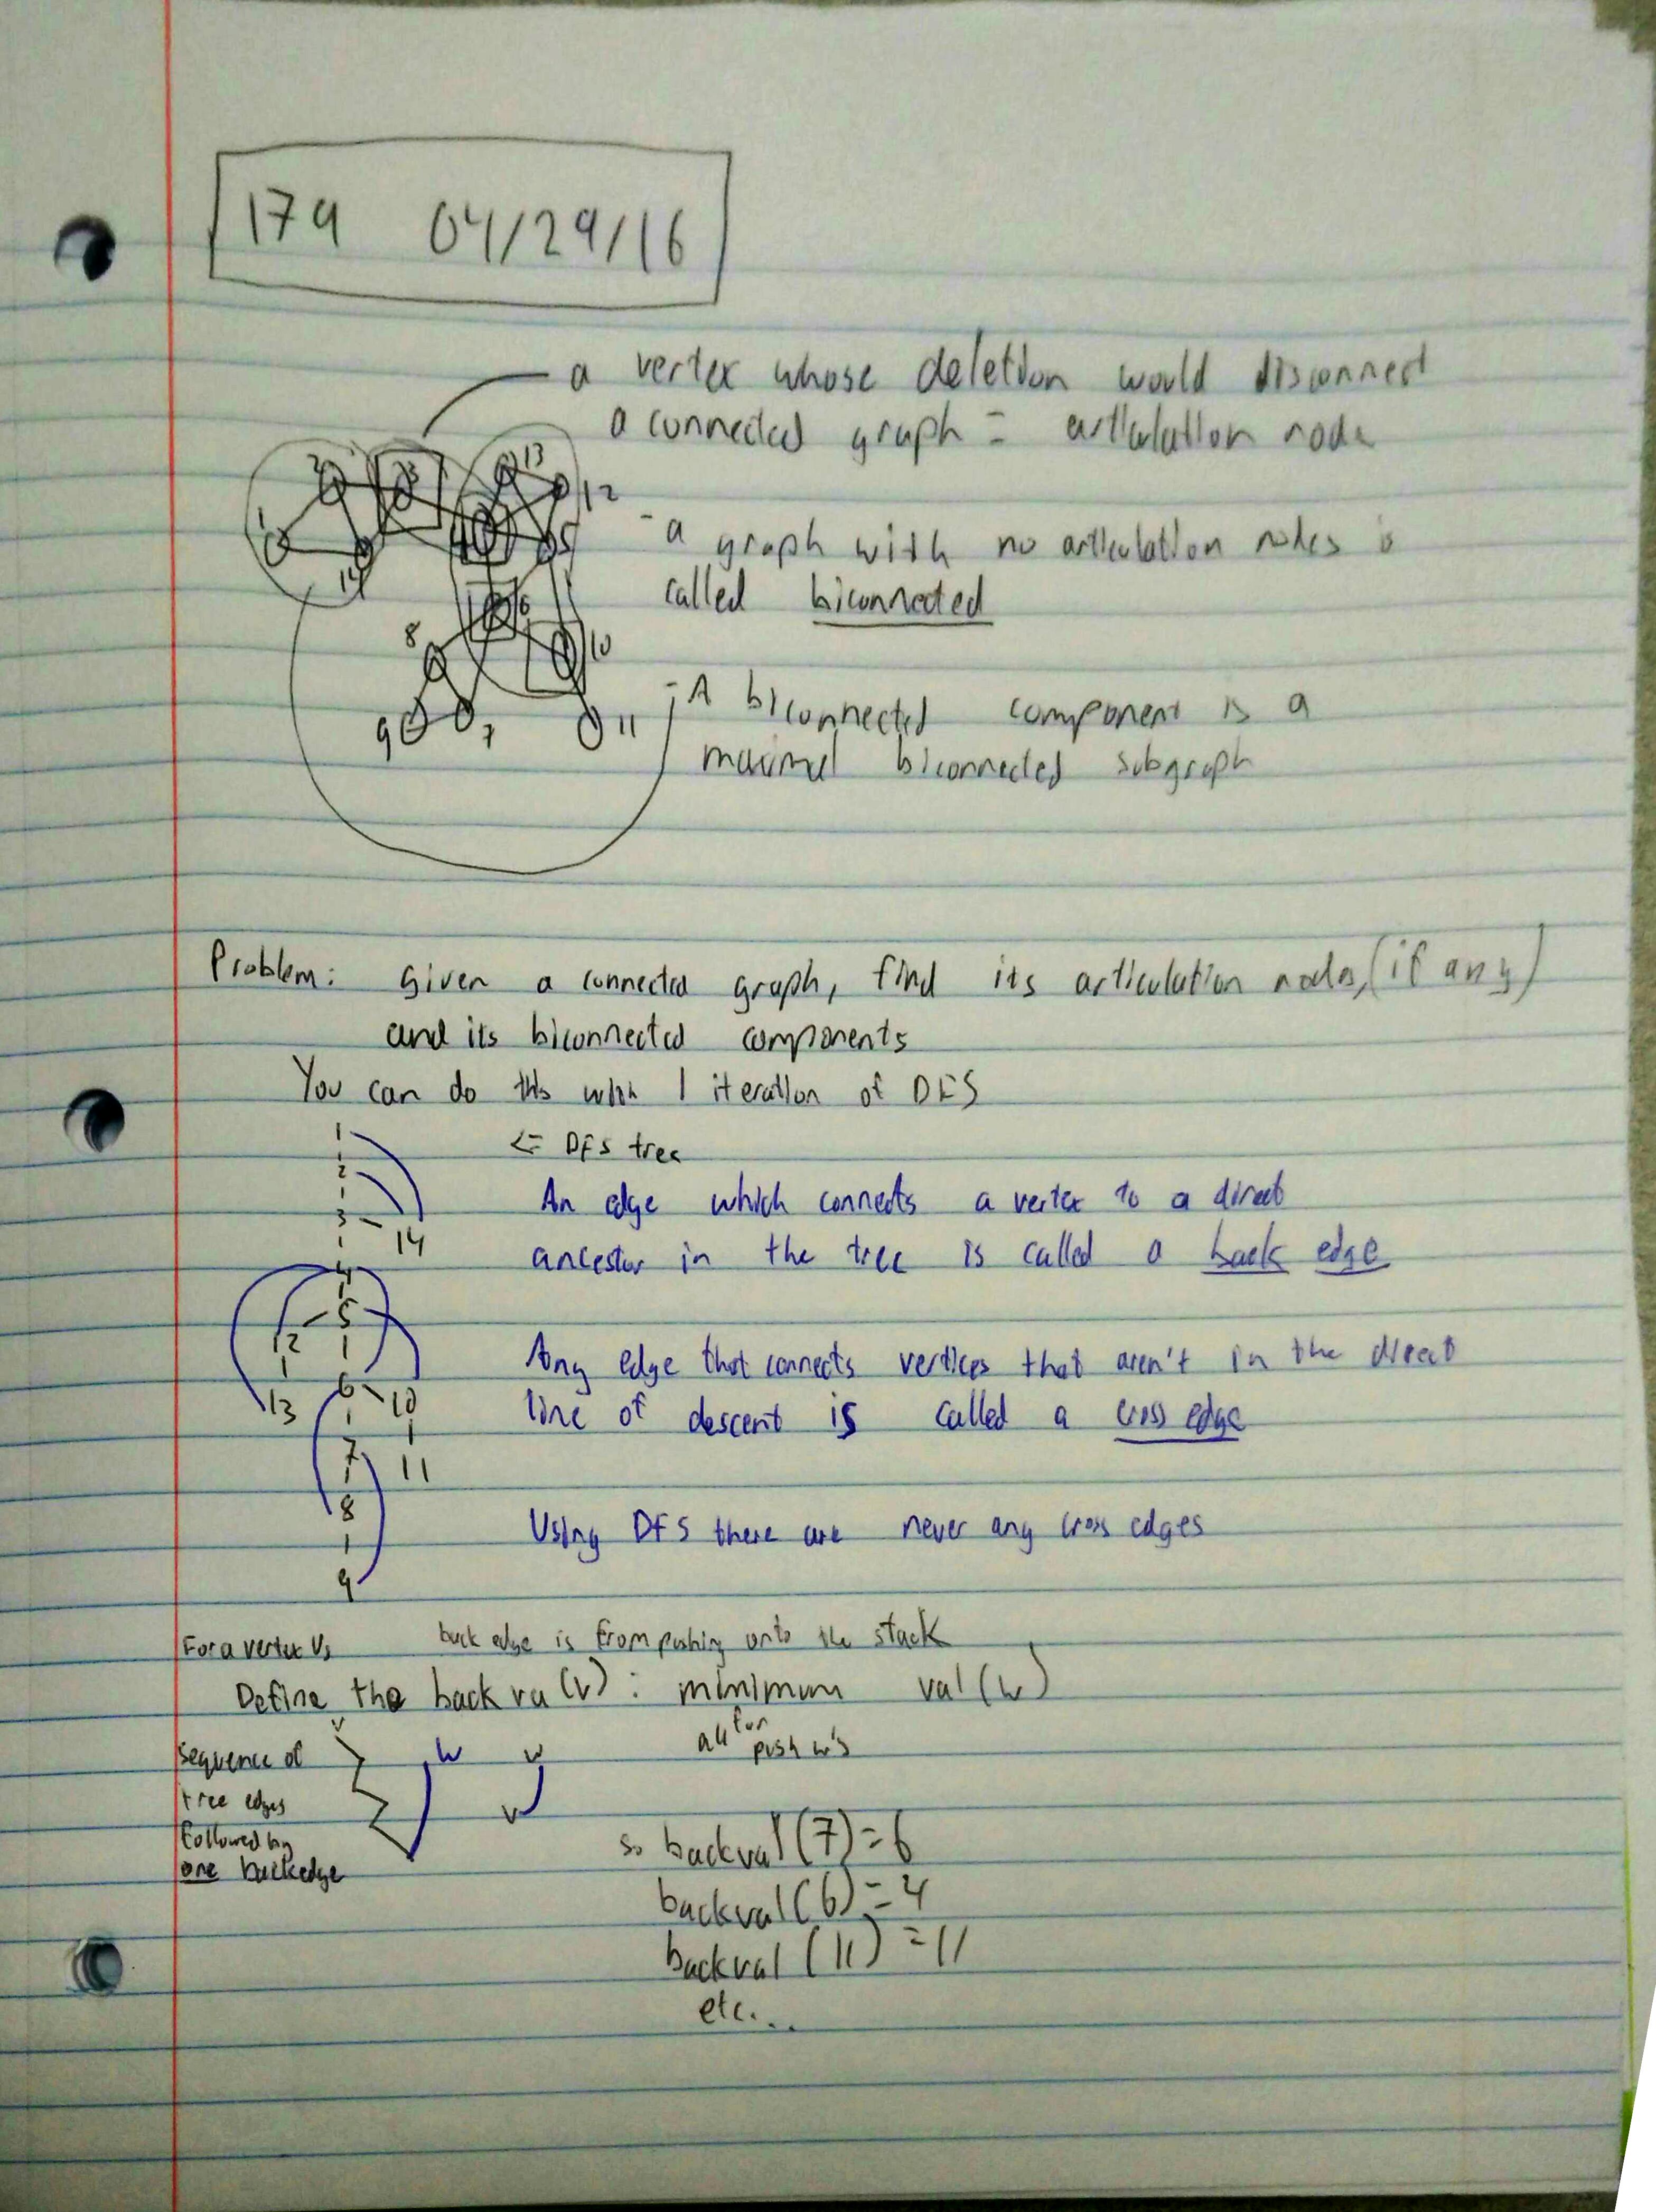 179 04/29/16
a vertex whose deletion would disconnect
a connected graph = articulation node
- a graph with no articulation nodes is
called biconnected
- A biconnected component is a
maximal biconnected subgraph
1 2 3 13 12
14 4 5
8 6 10
9 7 11
Problem: Given a connected graph, find its articulation nodes, (if any)
and its biconnected components
You can do this with 1 iteration of DFS
1
<= DFS tree
2
An edge which connects a vertex to a direct
3
14
ancestor in the tree is called a back edge
4
5
12
Any edge that connects vertices that aren't in the direct
6
13 10
line of descent is called a cross edge
7 11
8
Using DFS there are never any cross edges
9
For a vertex V,
back edge is from pushing onto the stack
Define the back va(v): minimum val(w)
for
all push w's
v
sequence of
w w
tree edges
v
followed by
one backedge
so backval(7)=6
backval(6)=4
backval(11)=11
etc...